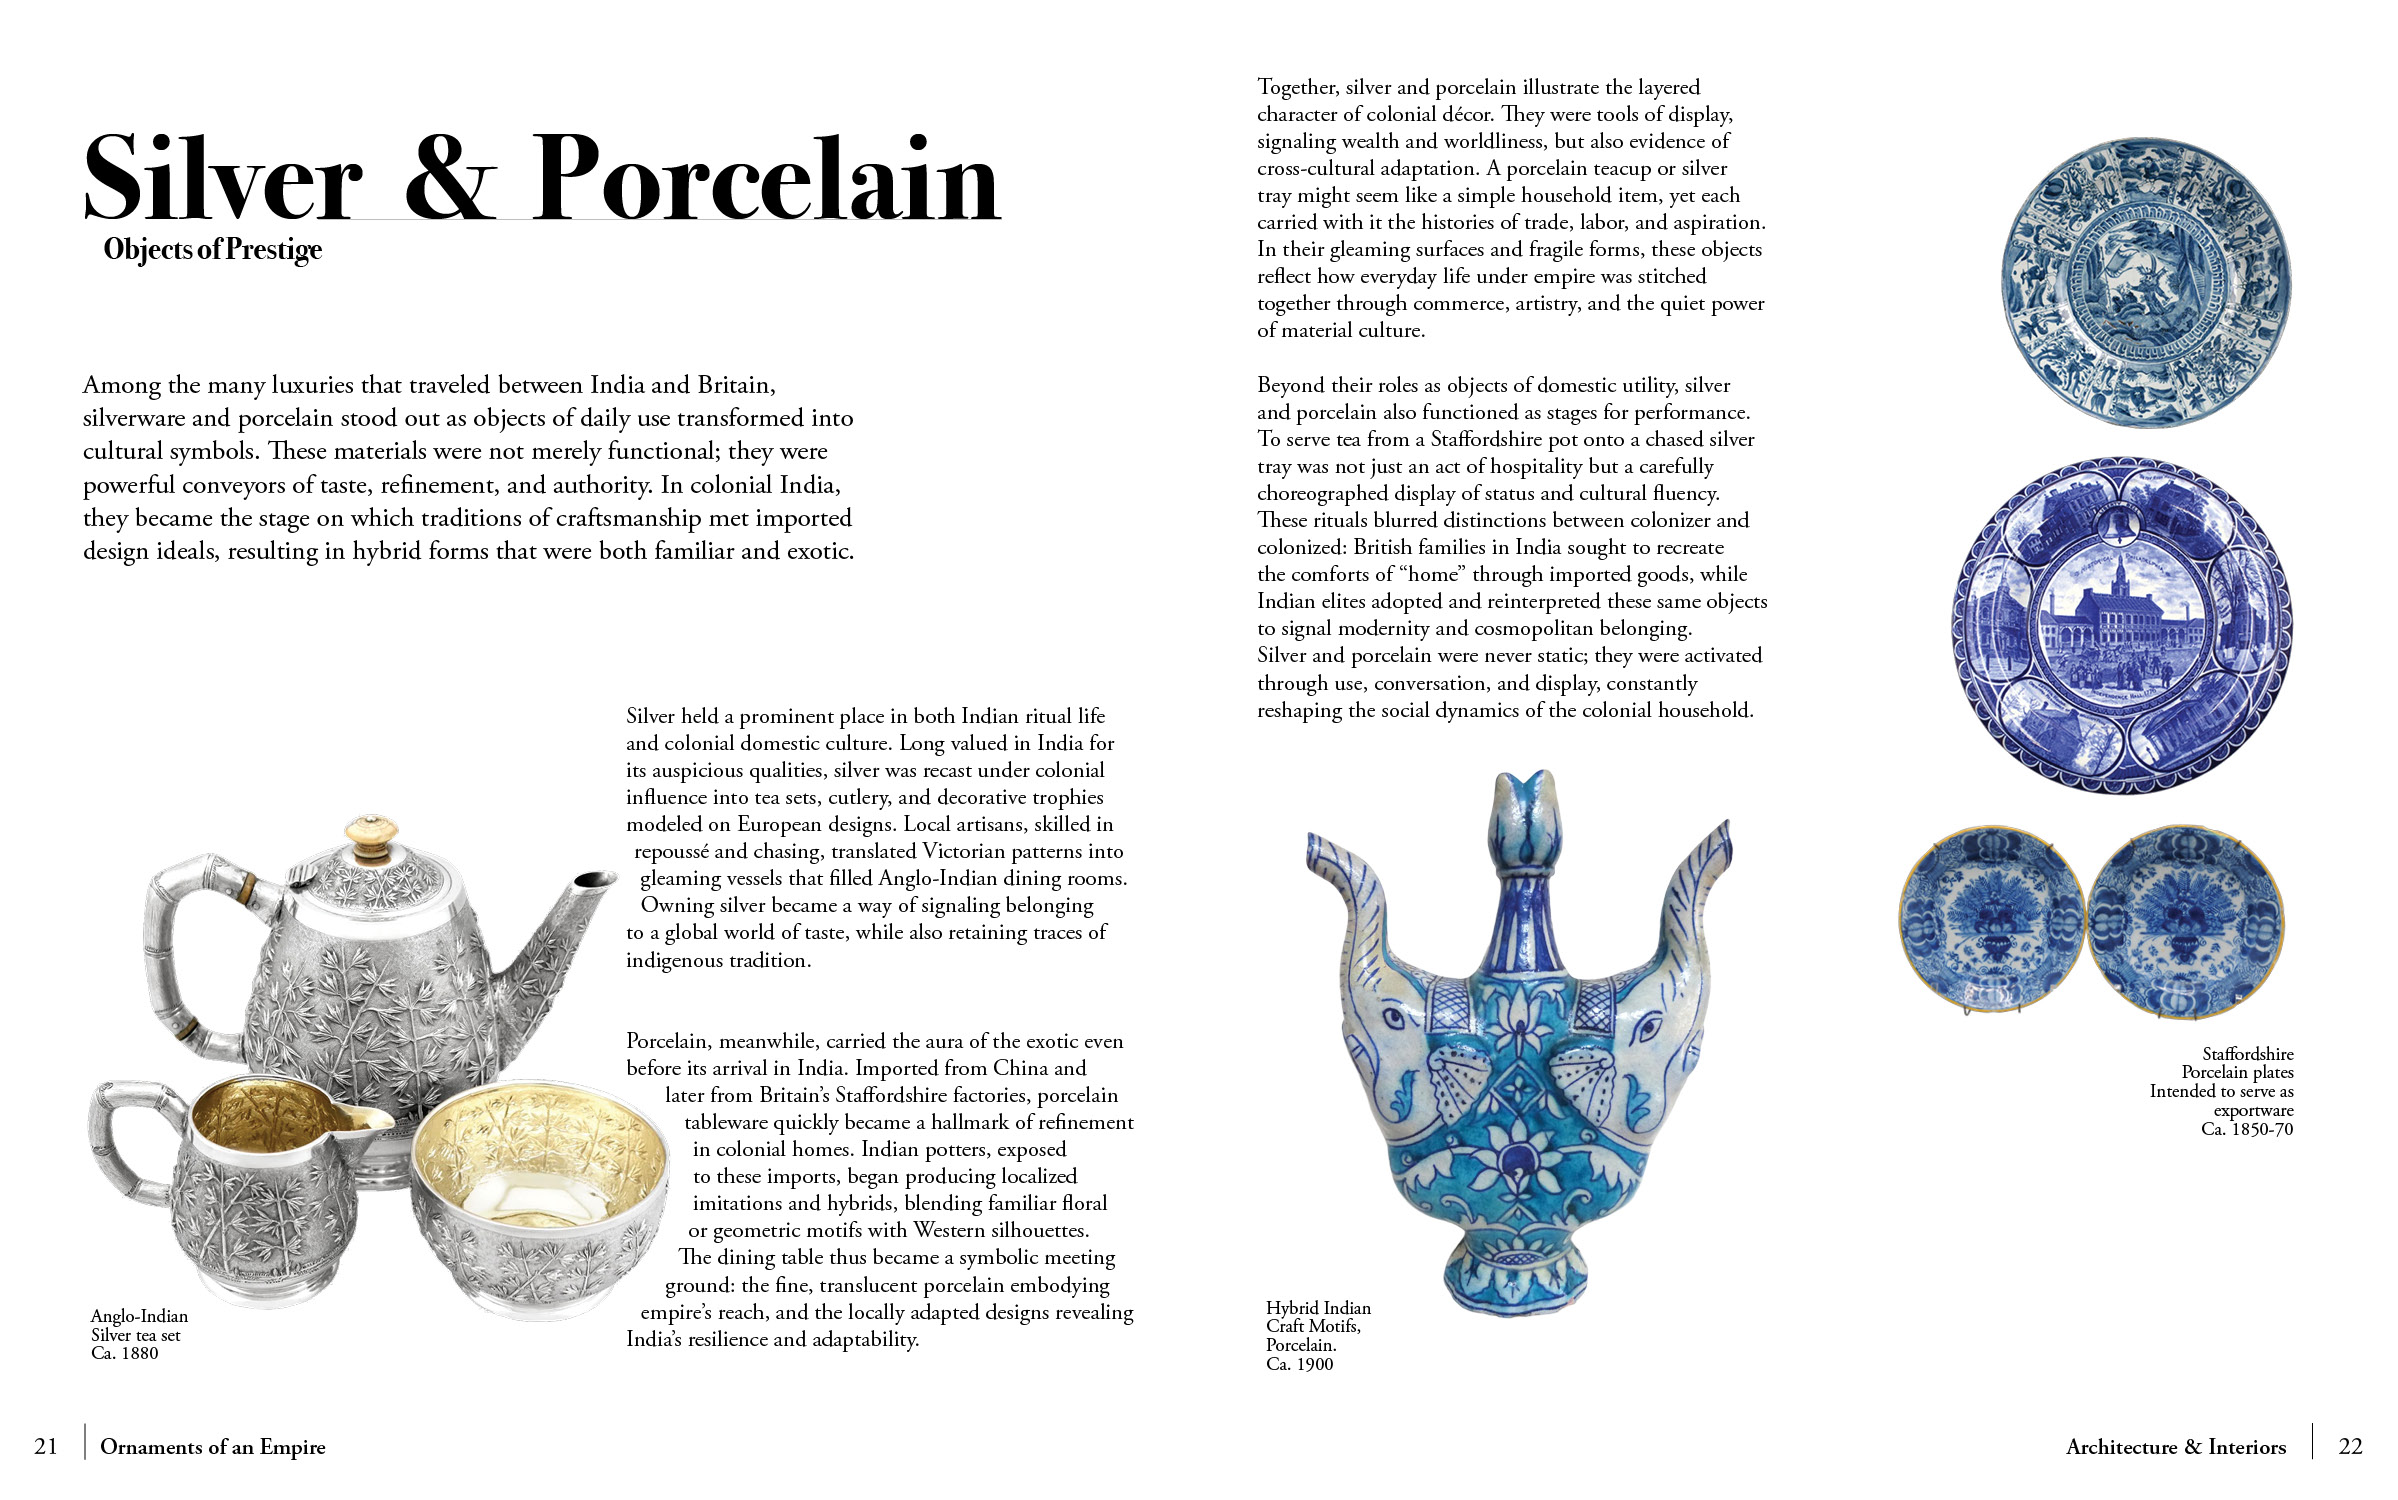 Silver & Porcelain
Objects of Prestige
Among the many luxuries that traveled between India and Britain,
silverware and porcelain stood out as objects of daily use transformed into
cultural symbols. These materials were not merely functional; they were
powerful conveyors of taste, refinement, and authority. In colonial India,
they became the stage on which traditions of craftsmanship met imported
design ideals, resulting in hybrid forms that were both familiar and exotic.
Silver held a prominent place in both Indian ritual life
and colonial domestic culture. Long valued in India for
its auspicious qualities, silver was recast under colonial
influence into tea sets, cutlery, and decorative trophies
modeled on European designs. Local artisans, skilled in
repoussé and chasing, translated Victorian patterns into
gleaming vessels that filled Anglo-Indian dining rooms.
Owning silver became a way of signaling belonging
to a global world of taste, while also retaining traces of
indigenous tradition.
Porcelain, meanwhile, carried the aura of the exotic even
before its arrival in India. Imported from China and
later from Britain’s Staffordshire factories, porcelain
tableware quickly became a hallmark of refinement
in colonial homes. Indian potters, exposed
to these imports, began producing localized
imitations and hybrids, blending familiar floral
or geometric motifs with Western silhouettes.
The dining table thus became a symbolic meeting
ground: the fine, translucent porcelain embodying
empire’s reach, and the locally adapted designs revealing
India’s resilience and adaptability.
Anglo-Indian
Silver tea set
Ca. 1880
21
Ornaments of an Empire
Together, silver and porcelain illustrate the layered
character of colonial décor. They were tools of display,
signaling wealth and worldliness, but also evidence of
cross-cultural adaptation. A porcelain teacup or silver
tray might seem like a simple household item, yet each
carried with it the histories of trade, labor, and aspiration.
In their gleaming surfaces and fragile forms, these objects
reflect how everyday life under empire was stitched
together through commerce, artistry, and the quiet power
of material culture.
Beyond their roles as objects of domestic utility, silver
and porcelain also functioned as stages for performance.
To serve tea from a Staffordshire pot onto a chased silver
tray was not just an act of hospitality but a carefully
choreographed display of status and cultural fluency.
These rituals blurred distinctions between colonizer and
colonized: British families in India sought to recreate
the comforts of “home” through imported goods, while
Indian elites adopted and reinterpreted these same objects
to signal modernity and cosmopolitan belonging.
Silver and porcelain were never static; they were activated
through use, conversation, and display, constantly
reshaping the social dynamics of the colonial household.
Hybrid Indian
Craft Motifs,
Porcelain.
Ca. 1900
HISTORICAL PHILADELPHIA
INDEPENDENCE HALL 1776
Staffordshire
Porcelain plates
Intended to serve as
exportware
Ca. 1850-70
Architecture & Interiors
22